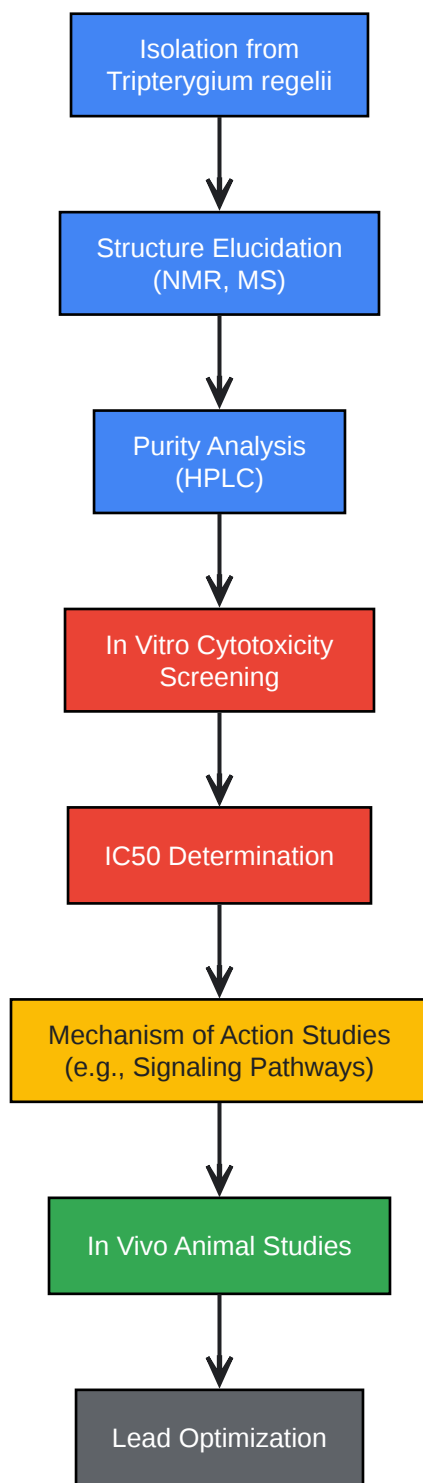 Isolation from
Tripterygium regelii
Structure Elucidation
(NMR, MS)
Purity Analysis
(HPLC)
In Vitro Cytotoxicity
Screening
IC50 Determination
Mechanism of Action Studies
(e.g., Signaling Pathways)
In Vivo Animal Studies
Lead Optimization